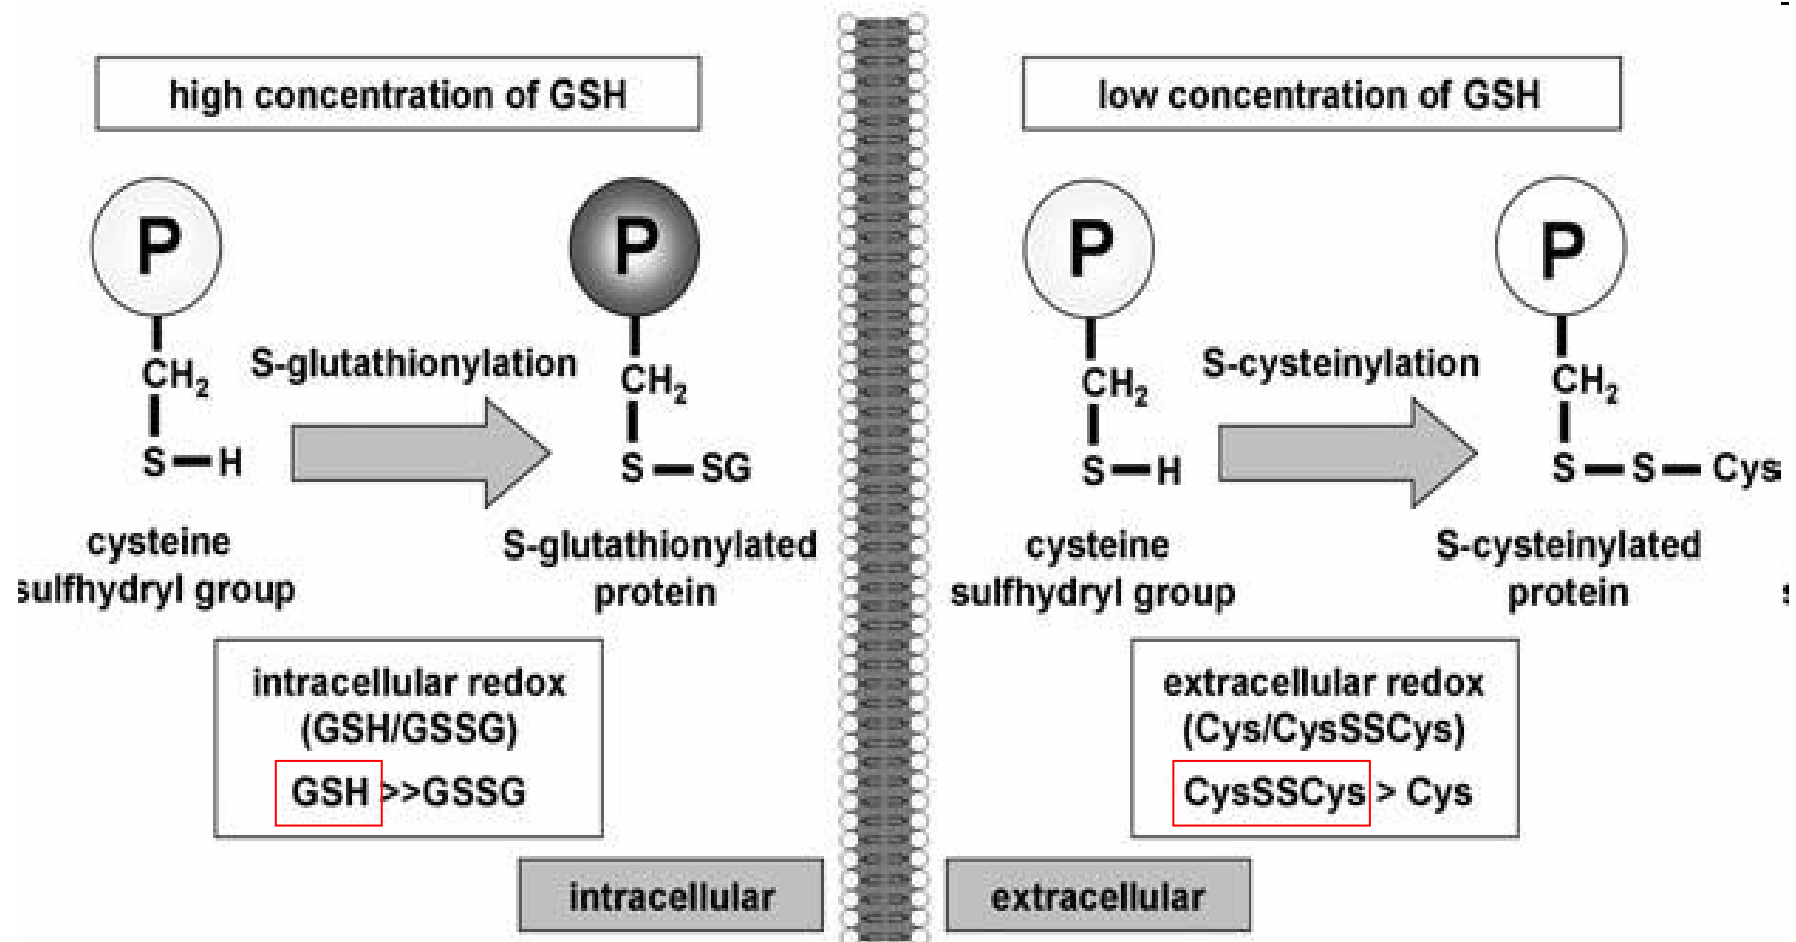 high concentration of GSH
P
CH2
S—H
cysteine
sulfhydryl group
S-glutathionylation
P
CH2
S—SG
S-glutathionylated
protein
intracellular redox
(GSH/GSSG)
GSH >>GSSG
intracellular
low concentration of GSH
P
CH2
S—H
cysteine
sulfhydryl group
S-cysteinylation
P
CH2
S—S—Cys
S-cysteinylated
protein
extracellular redox
(Cys/CysSSCys)
CysSSCys > Cys
extracellular